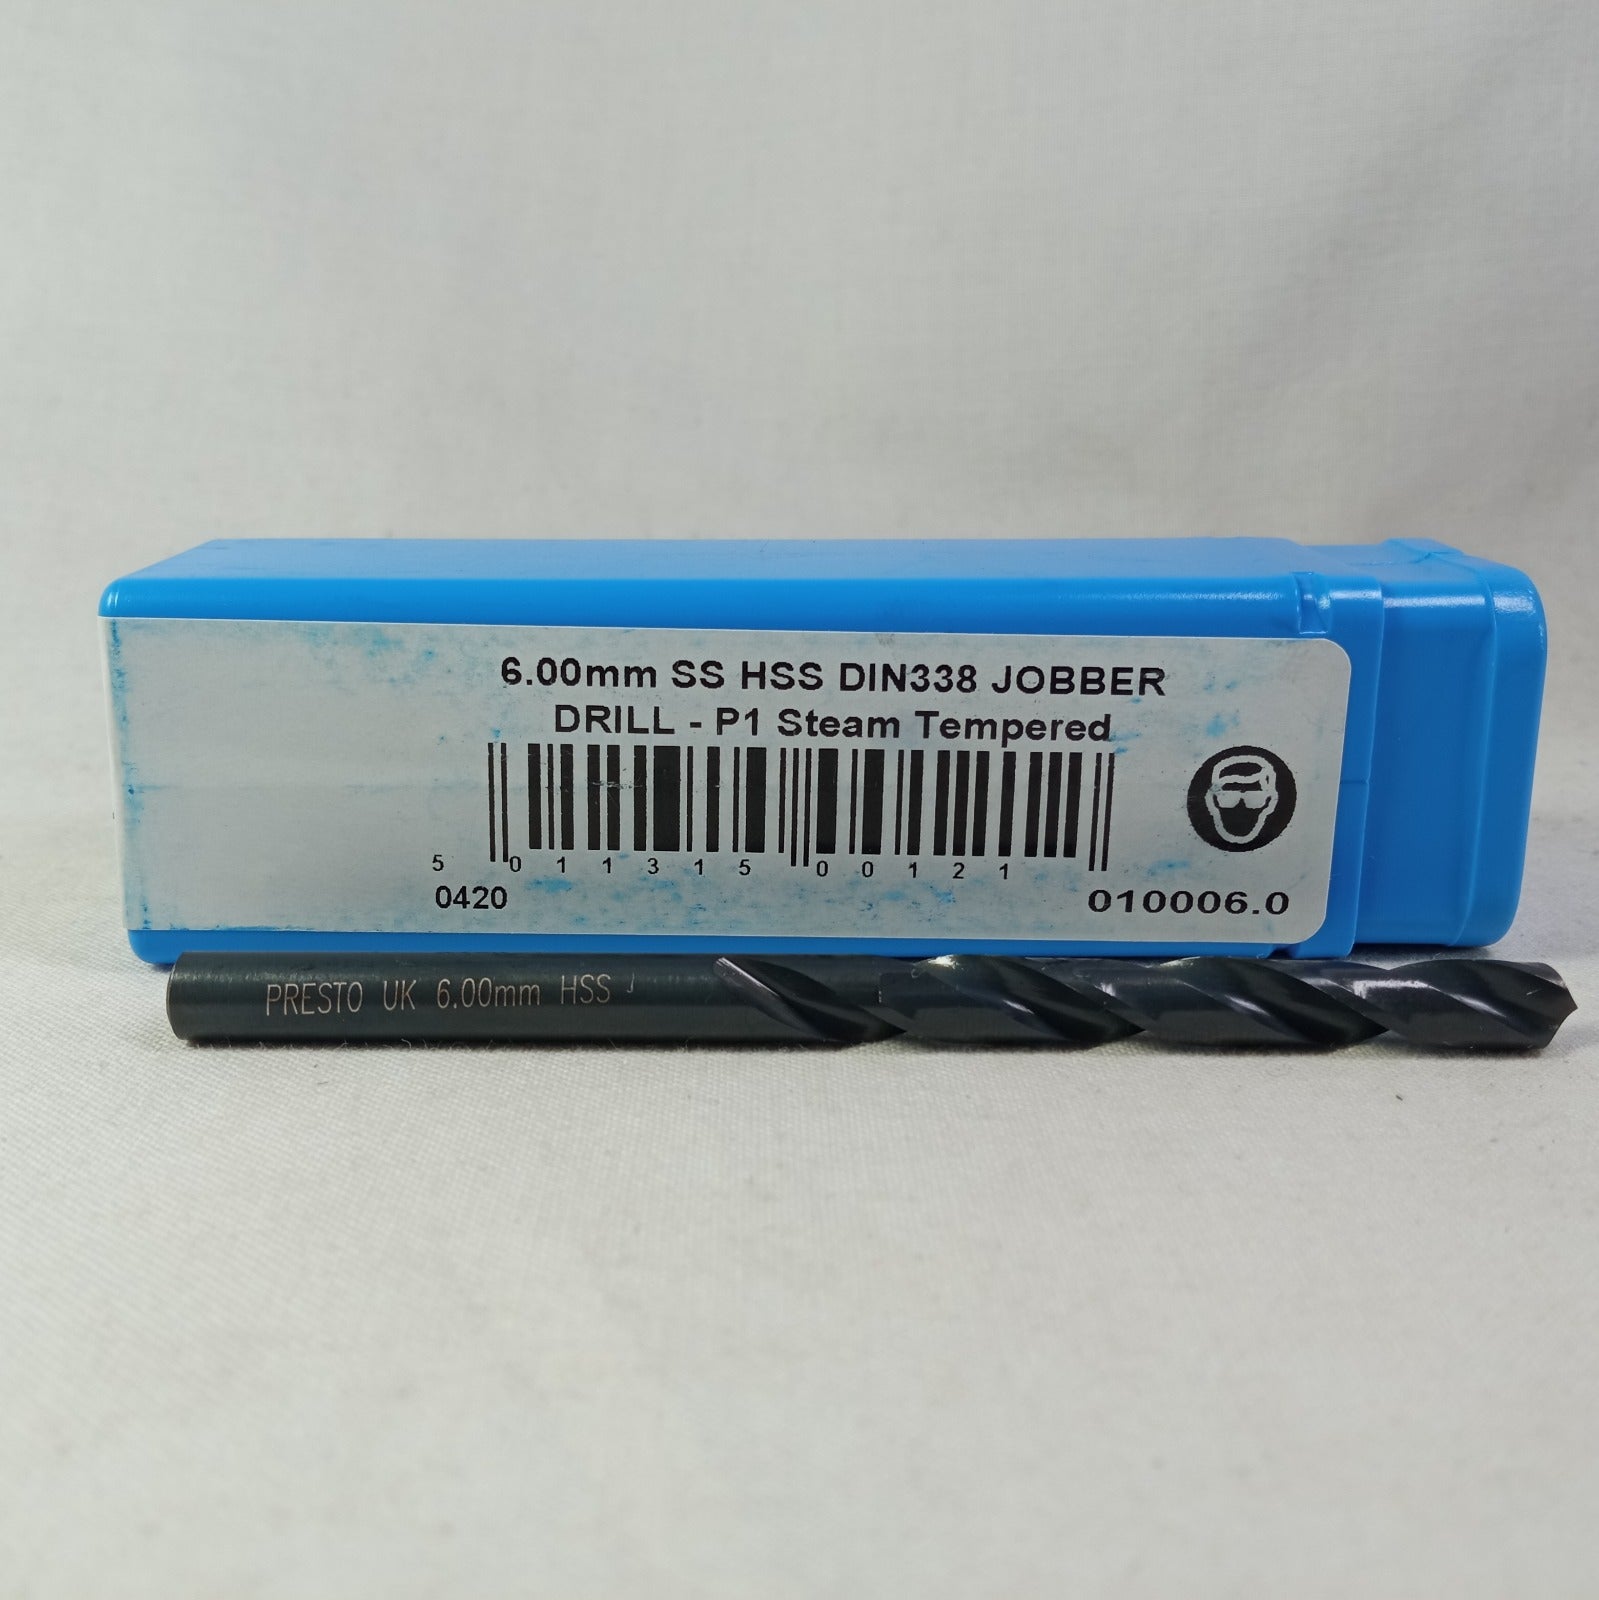 6.00mm SS HSS DIN338 JOBBER
DRILL - P1 Steam Tempered
5 011315 001211
0420 010006.0
PRESTO UK 6.00mm HSS J